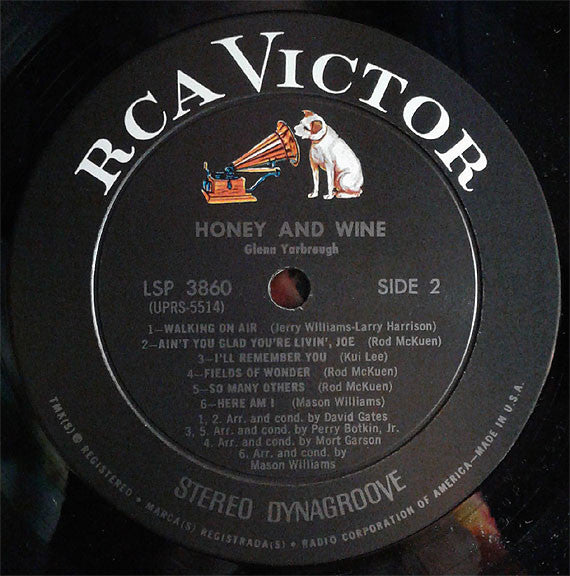 RCA VICTOR
HONEY AND WINE
Glenn Yarbrough
LSP 3860
(UPRS-5514)
SIDE 2
1—WALKING ON AIR (Jerry Williams-Larry Harrison)
2—AIN'T YOU GLAD YOU'RE LIVIN', JOE (Rod McKuen)
3—I'LL REMEMBER YOU (Kui Lee)
4—FIELDS OF WONDER (Rod McKuen)
5—SO MANY OTHERS (Rod McKuen)
6—HERE AM I (Mason Williams)
1, 2. Arr. and cond. by David Gates
3, 5. Arr. and cond. by Perry Botkin, Jr.
4. Arr. and cond. by Mort Garson
6. Arr. and cond. by
Mason Williams
STEREO DYNAGROOVE
TMK(S) ® REGISTERED • MARCA(S) REGISTRADA(S) • RADIO CORPORATION OF AMERICA—MADE IN U.S.A.